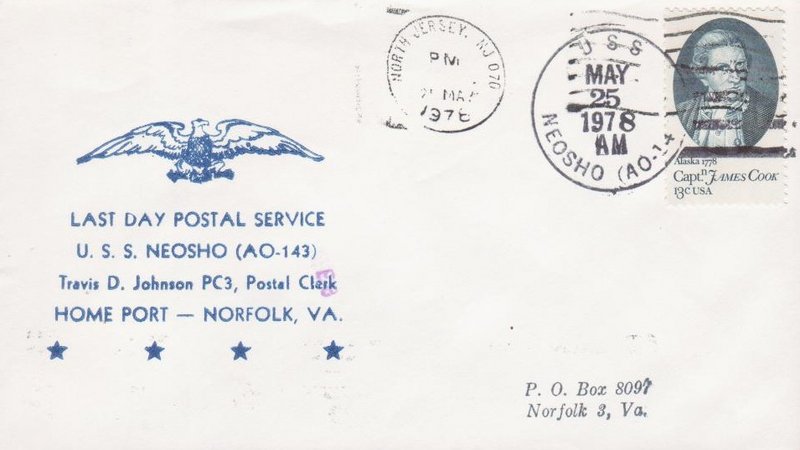 NORTH JERSEY, NJ 070
PM
MAY
1978
USS
MAY
25
1978
AM
NEOSHO (AO-14
Alaska 1778
Capt.n JAMES COOK
13c USA
LAST DAY POSTAL SERVICE
U. S. S. NEOSHO (AO-143)
Travis D. Johnson PC3, Postal Clerk
HOME PORT — NORFOLK, VA.
P. O. Box 8097
Norfolk 3, Va.